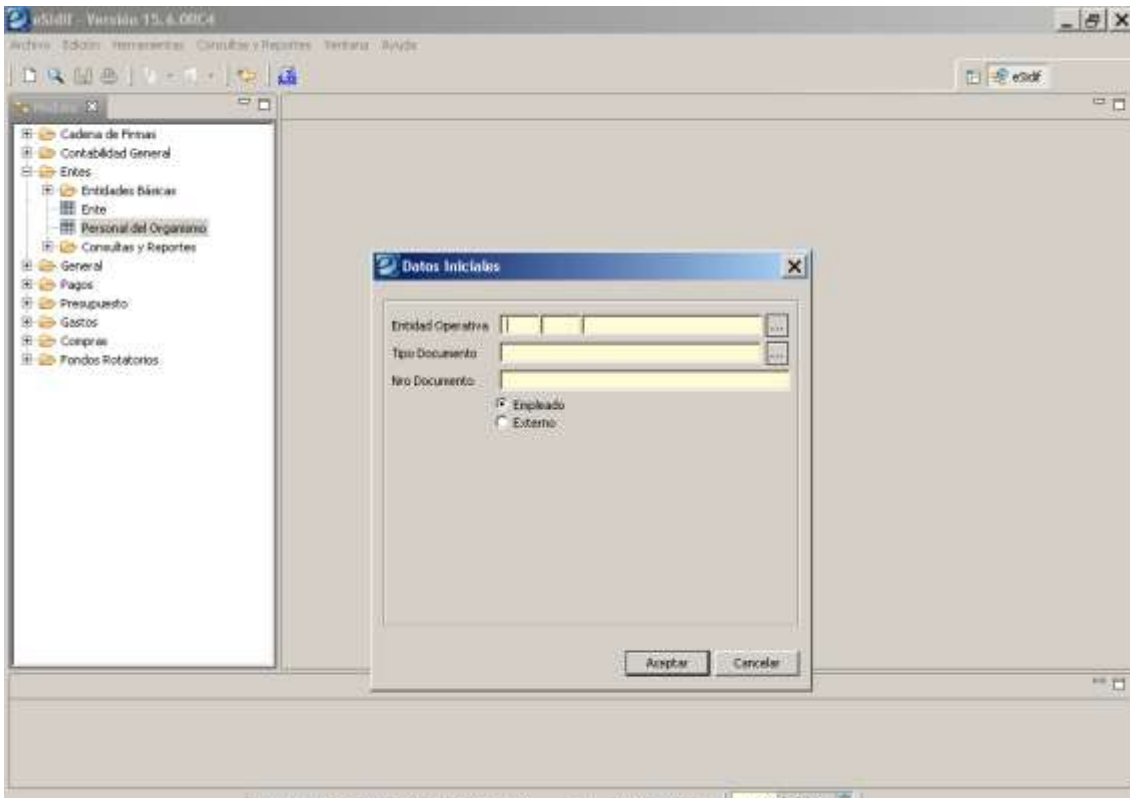 eSidif - Versión 15.4.00C4
Archivo Edición Herramientas Consultas y Reportes Ventana Ayuda
eSidif
Cadena de Firmas
Contabilidad General
Entes
Entidades Básicas
Ente
Personal del Organismo
Consultas y Reportes
General
Pagos
Presupuesto
Gastos
Compras
Fondos Rotatorios
Datos Iniciales
Entidad Operativa
...
Tipo Documento
...
Nro Documento
Empleado
Externo
Aceptar Cancelar